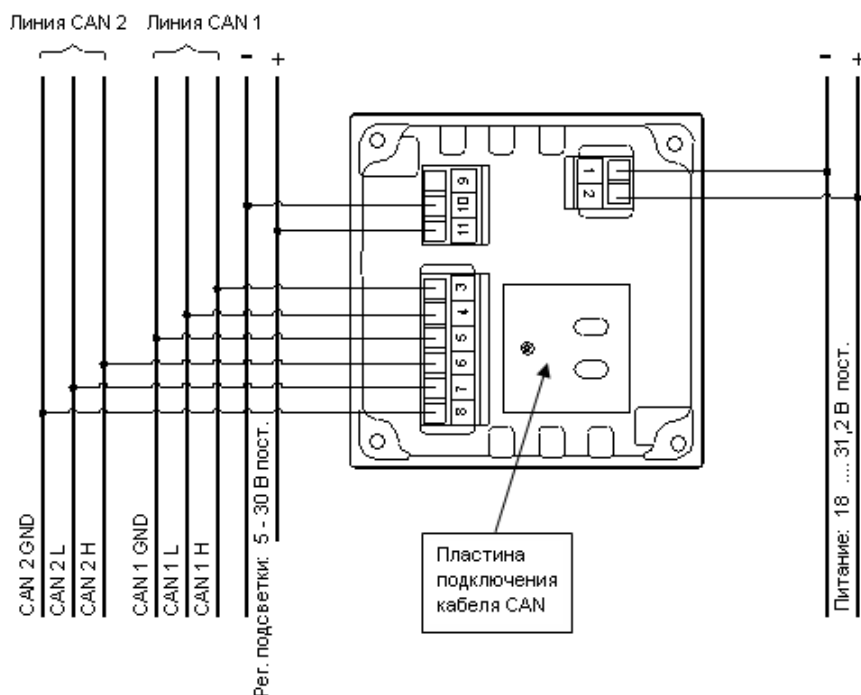 Линия CAN 2
Линия CAN 1
- +
- +
9
10
11
1
2
3
4
5
6
7
8
CAN 2 GND
CAN 2 L
CAN 2 H
CAN 1 GND
CAN 1 L
CAN 1 H
Рег. подсветки: 5 - 30 В пост.
Питание: 18 .... 31,2 В пост.
Пластина
подключения
кабеля CAN